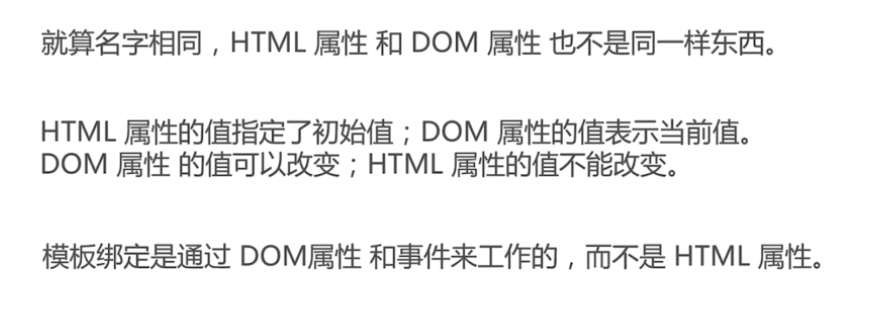 就算名字相同，HTML 属性 和 DOM 属性 也不是同一样东西。
HTML 属性的值指定了初始值；DOM 属性的值表示当前值。
DOM 属性 的值可以改变；HTML 属性的值不能改变。
模板绑定是通过 DOM属性 和事件来工作的，而不是 HTML 属性。